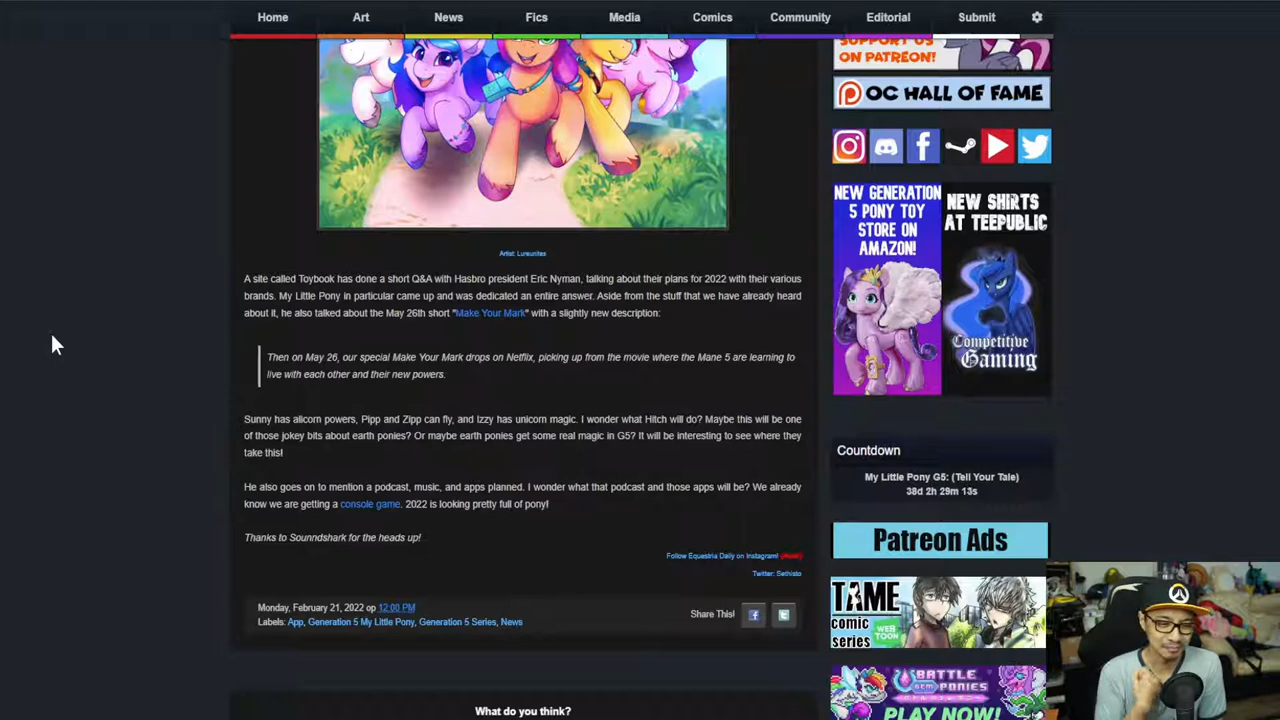 Home Art News Fics Media Comics Community Editorial Submit
SUPPORT US
ON PATREON!
OC HALL OF FAME
NEW GENERATION
5 PONY TOY
STORE ON
AMAZON!
NEW SHIRTS
AT TEEPUBLIC
Competitive
Gaming
Artist: Lureunites
A site called Toybook has done a short Q&A with Hasbro president Eric Nyman, talking about their plans for 2022 with their various
brands. My Little Pony in particular came up and was dedicated an entire answer. Aside from the stuff that we have already heard
about it, he also talked about the May 26th short "Make Your Mark" with a slightly new description:
Then on May 26, our special Make Your Mark drops on Netflix, picking up from the movie where the Mane 5 are learning to
live with each other and their new powers.
Sunny has alicorn powers, Pipp and Zipp can fly, and Izzy has unicorn magic. I wonder what Hitch will do? Maybe this will be one
of those jokey bits about earth ponies? Or maybe earth ponies get some real magic in G5? It will be interesting to see where they
take this!
He also goes on to mention a podcast, music, and apps planned. I wonder what that podcast and those apps will be? We already
know we are getting a console game. 2022 is looking pretty full of pony!
Thanks to Sounndshark for the heads up!
Follow Equestria Daily on Instagram!
Twitter: Sethisto
Monday, February 21, 2022 op 12:00 PM
Labels: App, Generation 5 My Little Pony, Generation 5 Series, News
Share This!
What do you think?
Countdown
My Little Pony G5: (Tell Your Tale)
38d 2h 29m 13s
Patreon Ads
TAME
comic
series
WEB
TOON
BATTLE
GEM PONIES
PLAY NOW!